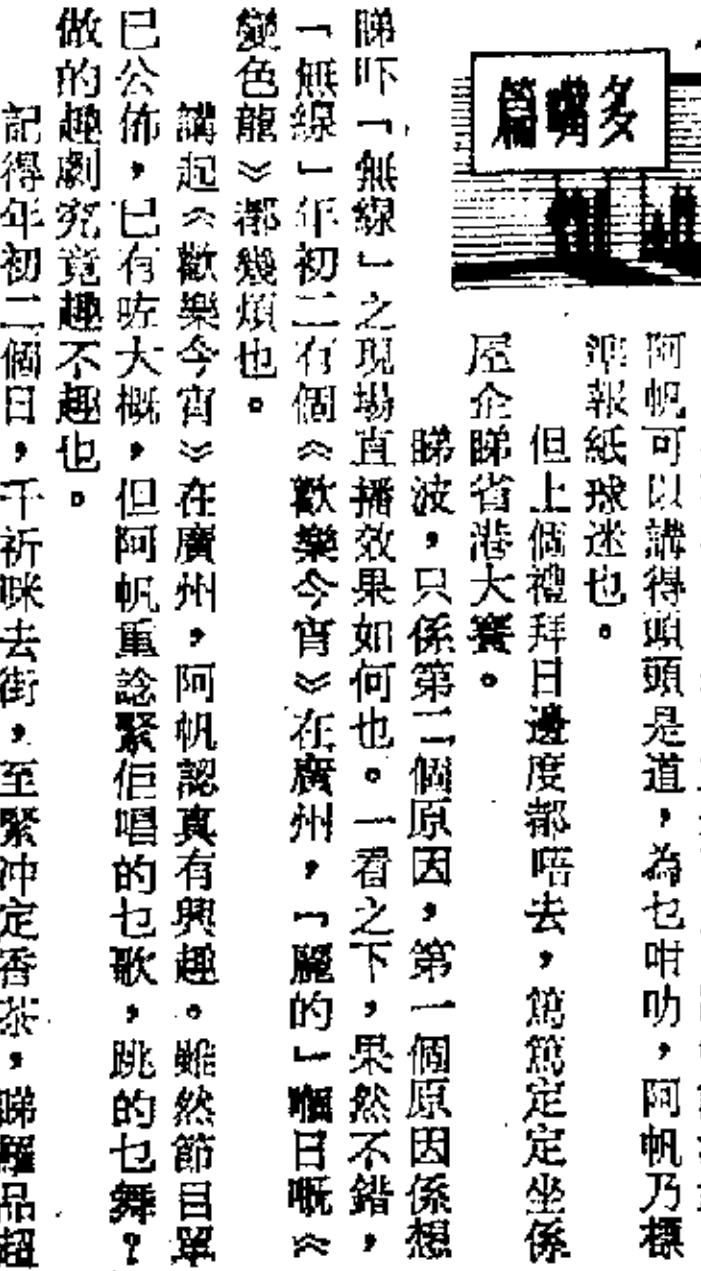 多嘴篇
阿帆可以講得頭頭是道，為乜咁叻，阿帆乃標
準報紙球迷也。
但上個禮拜日邊度都唔去，篤篤定定坐係
屋企睇省港大賽。
睇波，只係第二個原因，第一個原因係想
睇吓「無線」之現場直播效果如何也。一看之下，果然不錯，
「無線」年初二有個《歡樂今宵》在廣州，「麗的」嗰日嘅《
變色龍》都幾煩也。
講起《歡樂今宵》在廣州，阿帆認真有興趣。雖然節目單
已公佈，已有咗大概，但阿帆重諗緊佢唱的乜歌，跳的乜舞？
做的趣劇究竟趣不趣也。
記得年初二個日，千祈咪去街，至緊沖定香茶，睇羅品超